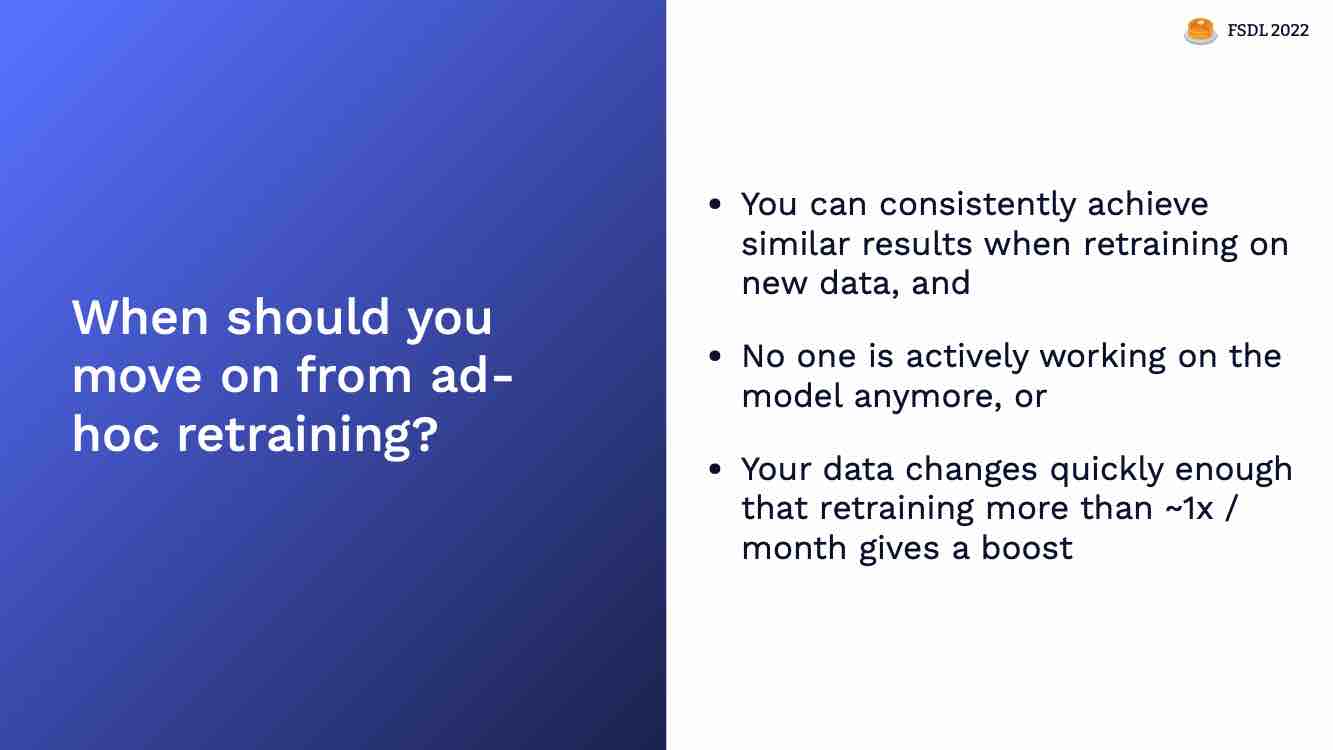 FSDL 2022
When should you
move on from ad-
hoc retraining?
• You can consistently achieve
similar results when retraining on
new data, and
• No one is actively working on the
model anymore, or
• Your data changes quickly enough
that retraining more than ~1x /
month gives a boost